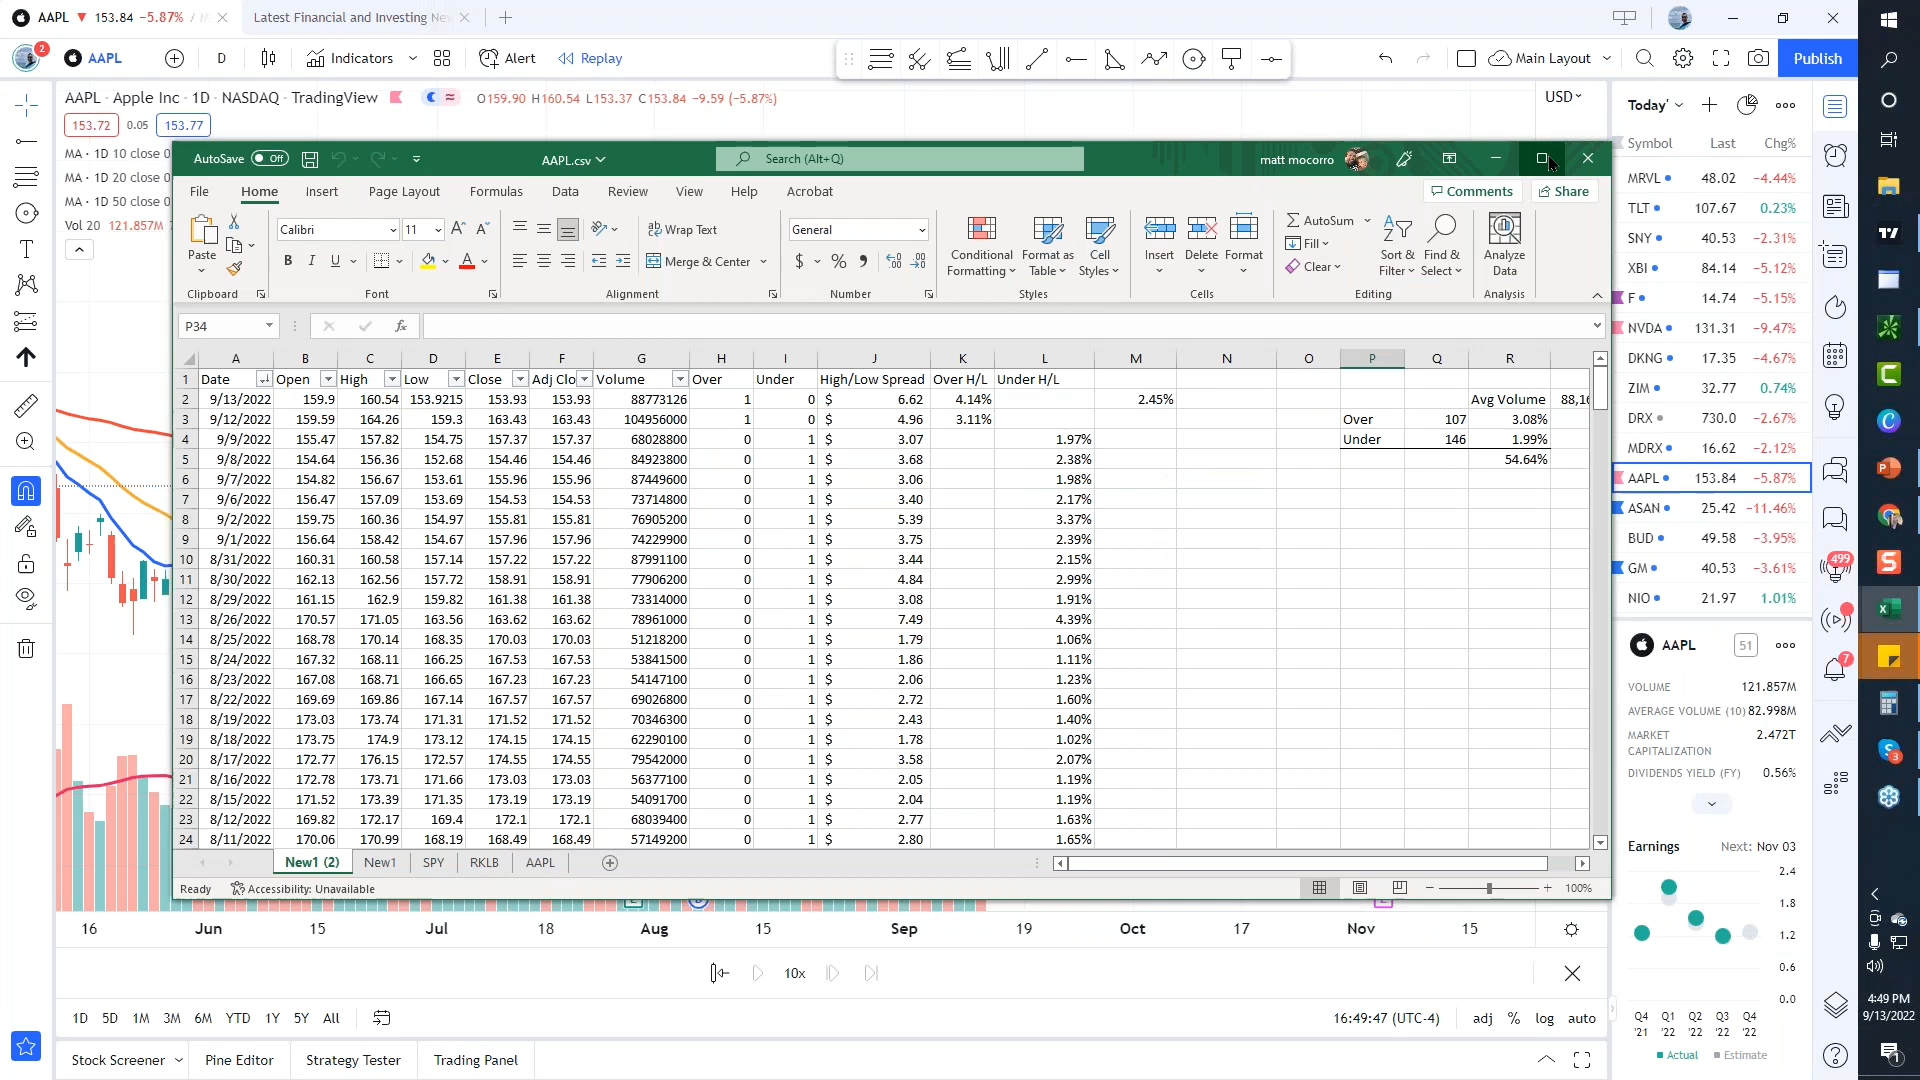 AAPL ▼ 153.84 −5.87% / M
Latest Financial and Investing Ne
2
AAPL
D
Indicators
Alert
Replay
Main Layout
Publish
AAPL · Apple Inc · 1D · NASDAQ · TradingView
O159.90 H160.54 L153.37 C153.84 −9.59 (−5.87%)
USD
153.72 0.05 153.77
MA · 1D 10 close 0
MA · 1D 20 close 0
MA · 1D 50 close 0
Vol 20 121.857M
AutoSave Off
AAPL.csv
Search (Alt+Q)
matt mocorro
File Home Insert Page Layout Formulas Data Review View Help Acrobat
Comments Share
Paste
Calibri 11
Wrap Text
Merge & Center
General
Conditional Formatting
Format as Table
Cell Styles
Insert Delete Format
AutoSum
Fill
Clear
Sort & Filter
Find & Select
Analyze Data
Clipboard Font Alignment Number Styles Cells Editing Analysis
P34
fx
A B C D E F G H I J K L M N O P Q R
1 Date Open High Low Close Adj Clo Volume Over Under High/Low Spread Over H/L Under H/L
2 9/13/2022 159.9 160.54 153.9215 153.93 153.93 88773126 1 0 $ 6.62 4.14% 2.45% Avg Volume 88,16
3 9/12/2022 159.59 164.26 159.3 163.43 163.43 104956000 1 0 $ 4.96 3.11% Over 107 3.08%
4 9/9/2022 155.47 157.82 154.75 157.37 157.37 68028800 0 1 $ 3.07 1.97% Under 146 1.99%
5 9/8/2022 154.64 156.36 152.68 154.46 154.46 84923800 0 1 $ 3.68 2.38% 54.64%
6 9/7/2022 154.82 156.67 153.61 155.96 155.96 87449600 0 1 $ 3.06 1.98%
7 9/6/2022 156.47 157.09 153.69 154.53 154.53 73714800 0 1 $ 3.40 2.17%
8 9/2/2022 159.75 160.36 154.97 155.81 155.81 76905200 0 1 $ 5.39 3.37%
9 9/1/2022 156.64 158.42 154.67 157.96 157.96 74229900 0 1 $ 3.75 2.39%
10 8/31/2022 160.31 160.58 157.14 157.22 157.22 87991100 0 1 $ 3.44 2.15%
11 8/30/2022 162.13 162.56 157.72 158.91 158.91 77906200 0 1 $ 4.84 2.99%
12 8/29/2022 161.15 162.9 159.82 161.38 161.38 73314000 0 1 $ 3.08 1.91%
13 8/26/2022 170.57 171.05 163.56 163.62 163.62 78961000 0 1 $ 7.49 4.39%
14 8/25/2022 168.78 170.14 168.35 170.03 170.03 51218200 0 1 $ 1.79 1.06%
15 8/24/2022 167.32 168.11 166.25 167.53 167.53 53841500 0 1 $ 1.86 1.11%
16 8/23/2022 167.08 168.71 166.65 167.23 167.23 54147100 0 1 $ 2.06 1.23%
17 8/22/2022 169.69 169.86 167.14 167.57 167.57 69026800 0 1 $ 2.72 1.60%
18 8/19/2022 173.03 173.74 171.31 171.52 171.52 70346300 0 1 $ 2.43 1.40%
19 8/18/2022 173.75 174.9 173.12 174.15 174.15 62290100 0 1 $ 1.78 1.02%
20 8/17/2022 172.77 176.15 172.57 174.55 174.55 79542000 0 1 $ 3.58 2.07%
21 8/16/2022 172.78 173.71 171.66 173.03 173.03 56377100 0 1 $ 2.05 1.19%
22 8/15/2022 171.52 173.39 171.35 173.19 173.19 54091700 0 1 $ 2.04 1.19%
23 8/12/2022 169.82 172.17 169.4 172.1 172.1 68039400 0 1 $ 2.77 1.63%
24 8/11/2022 170.06 170.99 168.19 168.49 168.49 57149200 0 1 $ 2.80 1.65%
New1 (2) New1 SPY RKLB AAPL
Ready Accessibility: Unavailable
100%
16 Jun 15 Jul 18 Aug 15 Sep 19 Oct 17 Nov 15
10x
1D 5D 1M 3M 6M YTD 1Y 5Y All
16:49:47 (UTC-4) adj % log auto
Stock Screener Pine Editor Strategy Tester Trading Panel
Today'
Symbol Last Chg%
MRVL 48.02 −4.44%
TLT 107.67 0.23%
SNY 40.53 −2.31%
XBI 84.14 −5.12%
F 14.74 −5.15%
NVDA 131.31 −9.47%
DKNG 17.35 −4.67%
ZIM 32.77 0.74%
DRX 730.0 −2.67%
MDRX 16.62 −2.12%
AAPL 153.84 −5.87%
ASAN 25.42 −11.46%
BUD 49.58 −3.95%
GM 40.53 −3.61%
NIO 21.97 1.01%
AAPL 51
VOLUME 121.857M
AVERAGE VOLUME (10) 82.998M
MARKET CAPITALIZATION 2.472T
DIVIDENDS YIELD (FY) 0.56%
Earnings Next: Nov 03
2.4
1.8
1.2
0.6
0.0
Q4 Q1 Q2 Q3 Q4
'21 '22 '22 '22 '22
Actual Estimate
499
7
3
4:49 PM
9/13/2022
1